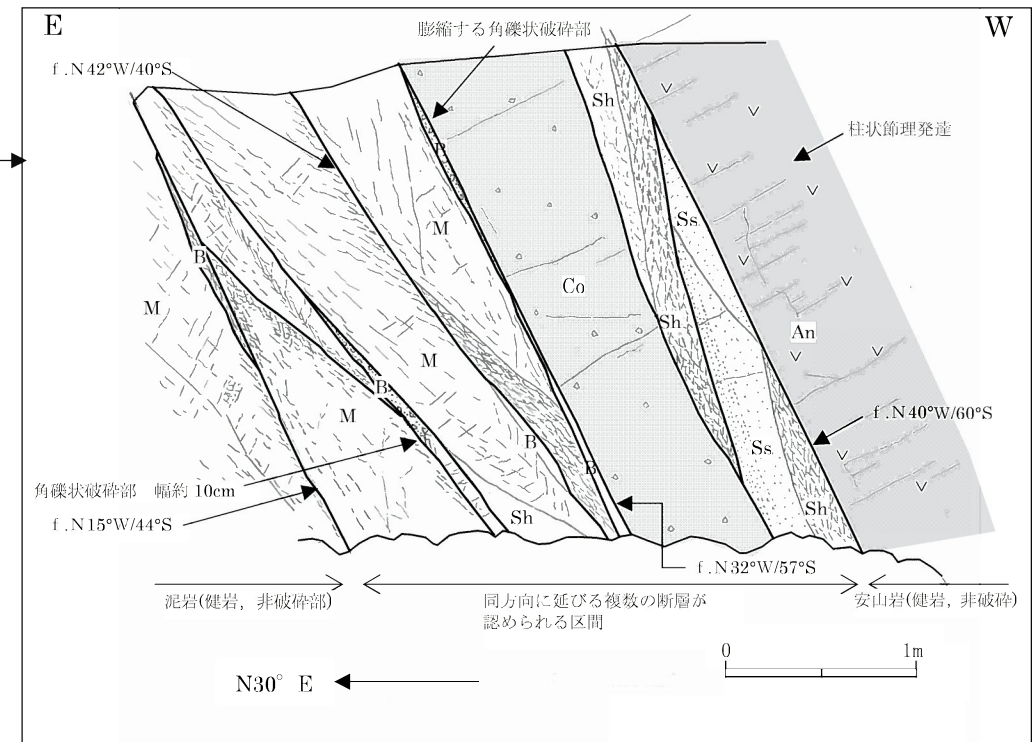 E
W
膨縮する角礫状破砕部
f.N42°W/40°S
柱状節理発達
Sh
B
M
Ss
B
M
Co
An
Sh
M
B
M
f.N40°W/60°S
B
Ss
B
角礫状破砕部 幅約10cm
f.N15°W/44°S
Sh
Sh
f.N32°W/57°S
泥岩(健岩，非破砕部)
同方向に延びる複数の断層が
認められる区間
安山岩(健岩，非破砕)
0
1m
N30° E